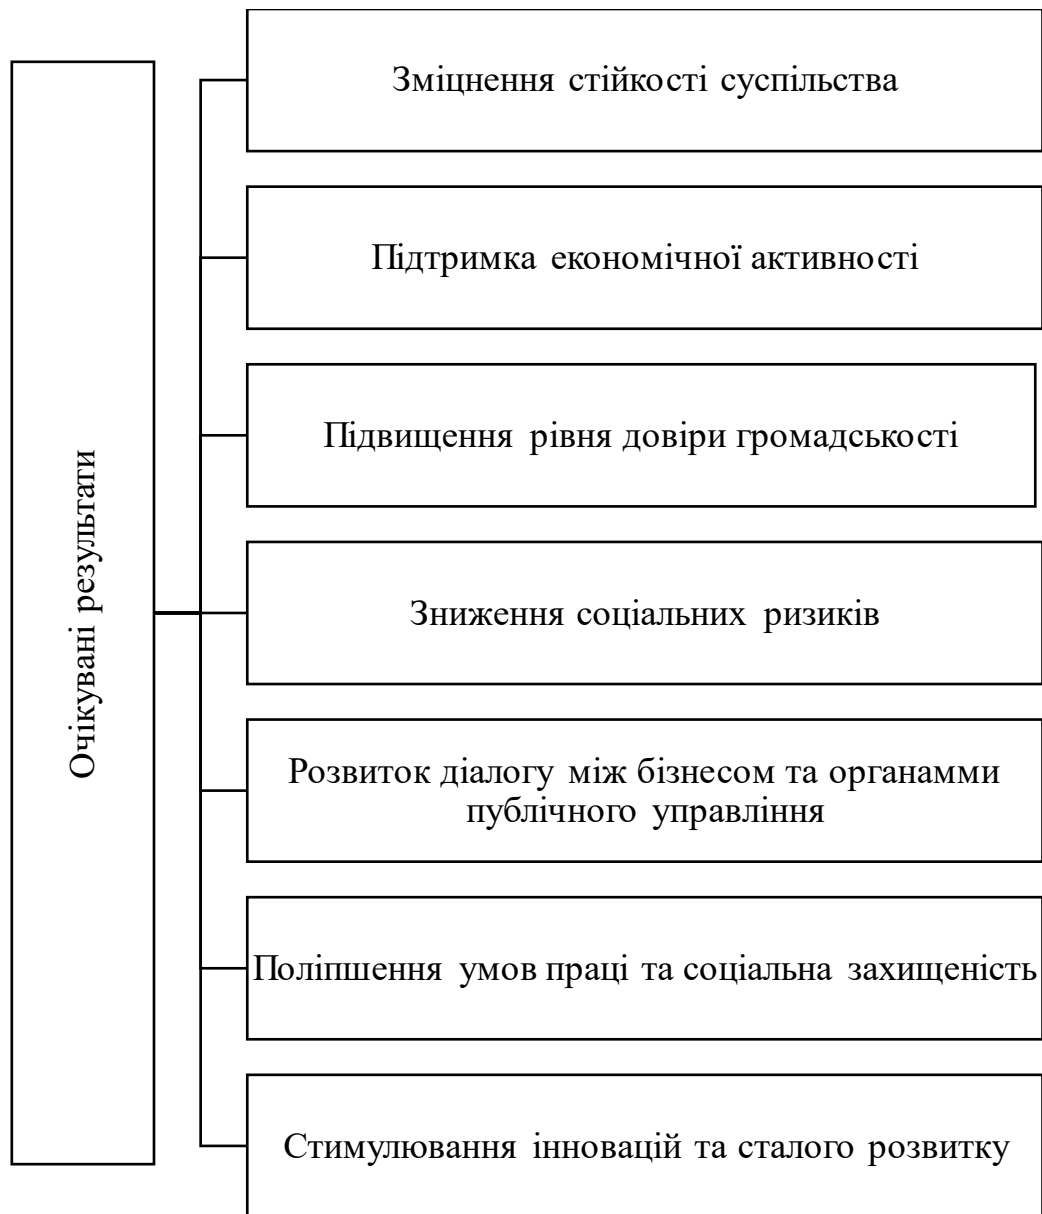 Очікувані результати
Зміцнення стійкості суспільства
Підтримка економічної активності
Підвищення рівня довіри громадськості
Зниження соціальних ризиків
Розвиток діалогу між бізнесом та органамми
публічного управління
Поліпшення умов праці та соціальна захищеність
Стимулювання інновацій та сталого розвитку